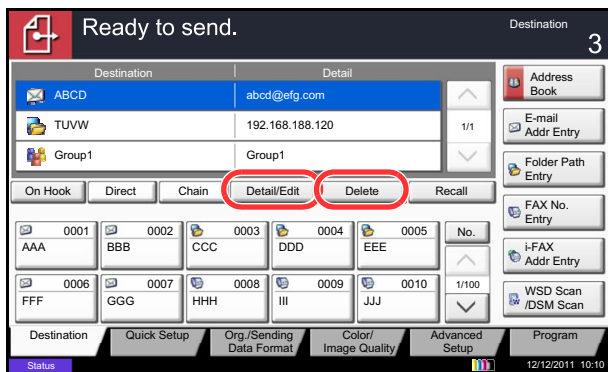 Ready to send.
Destination
3
Destination Detail
ABCD abcd@efg.com
TUVW 192.168.188.120
1/1
Group1 Group1
Address
Book
E-mail
Addr Entry
Folder Path
Entry
FAX No.
Entry
i-FAX
Addr Entry
WSD Scan
/DSM Scan
On Hook Direct Chain Detail/Edit Delete Recall
0001 0002 0003 0004 0005 No.
AAA BBB CCC DDD EEE
0006 0007 0008 0009 0010 1/100
FFF GGG HHH III JJJ
Destination Quick Setup Org./Sending
Data Format Color/
Image Quality Advanced
Setup Program
Status 12/12/2011 10:10